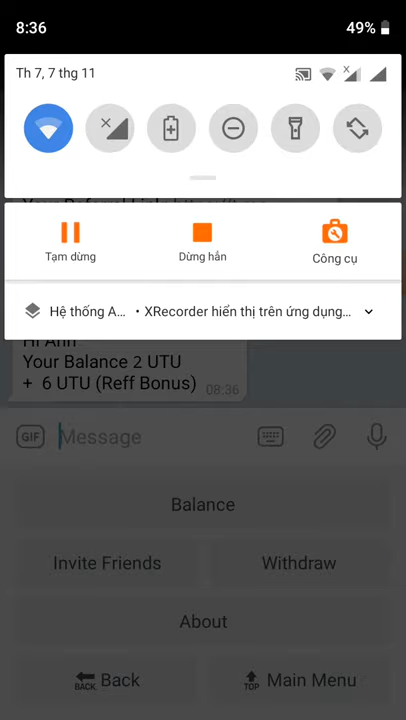 8:36
49%
Th 7, 7 thg 11
Tạm dừng
Dừng hẳn
Công cụ
Hệ thống A... • XRecorder hiển thị trên ứng dụng...
Hi Anh
Your Balance 2 UTU
+ 6 UTU (Reff Bonus)
08:36
GIF
Message
Balance
Invite Friends
Withdraw
About
BACK Back
TOP Main Menu